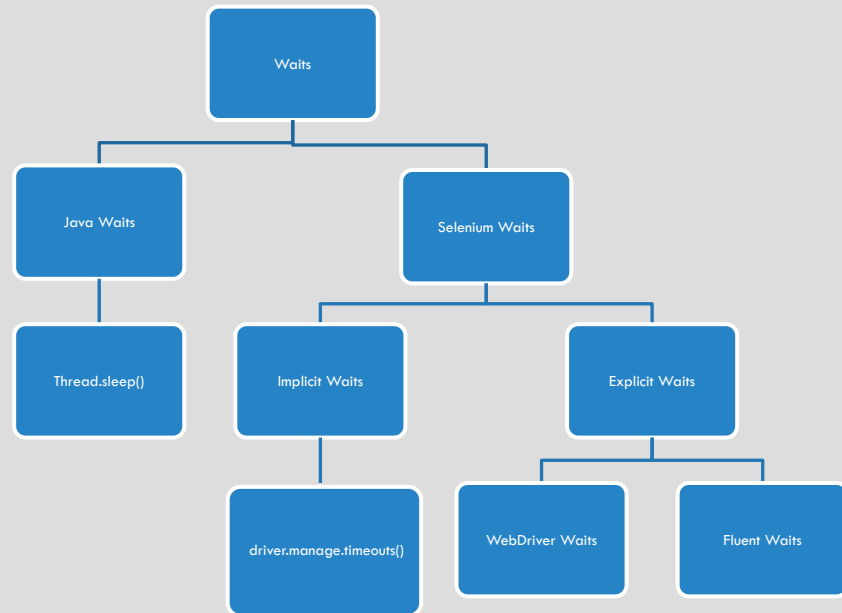 Waits
Java Waits
Selenium Waits
Thread.sleep()
Implicit Waits
Explicit Waits
driver.manage.timeouts()
WebDriver Waits
Fluent Waits